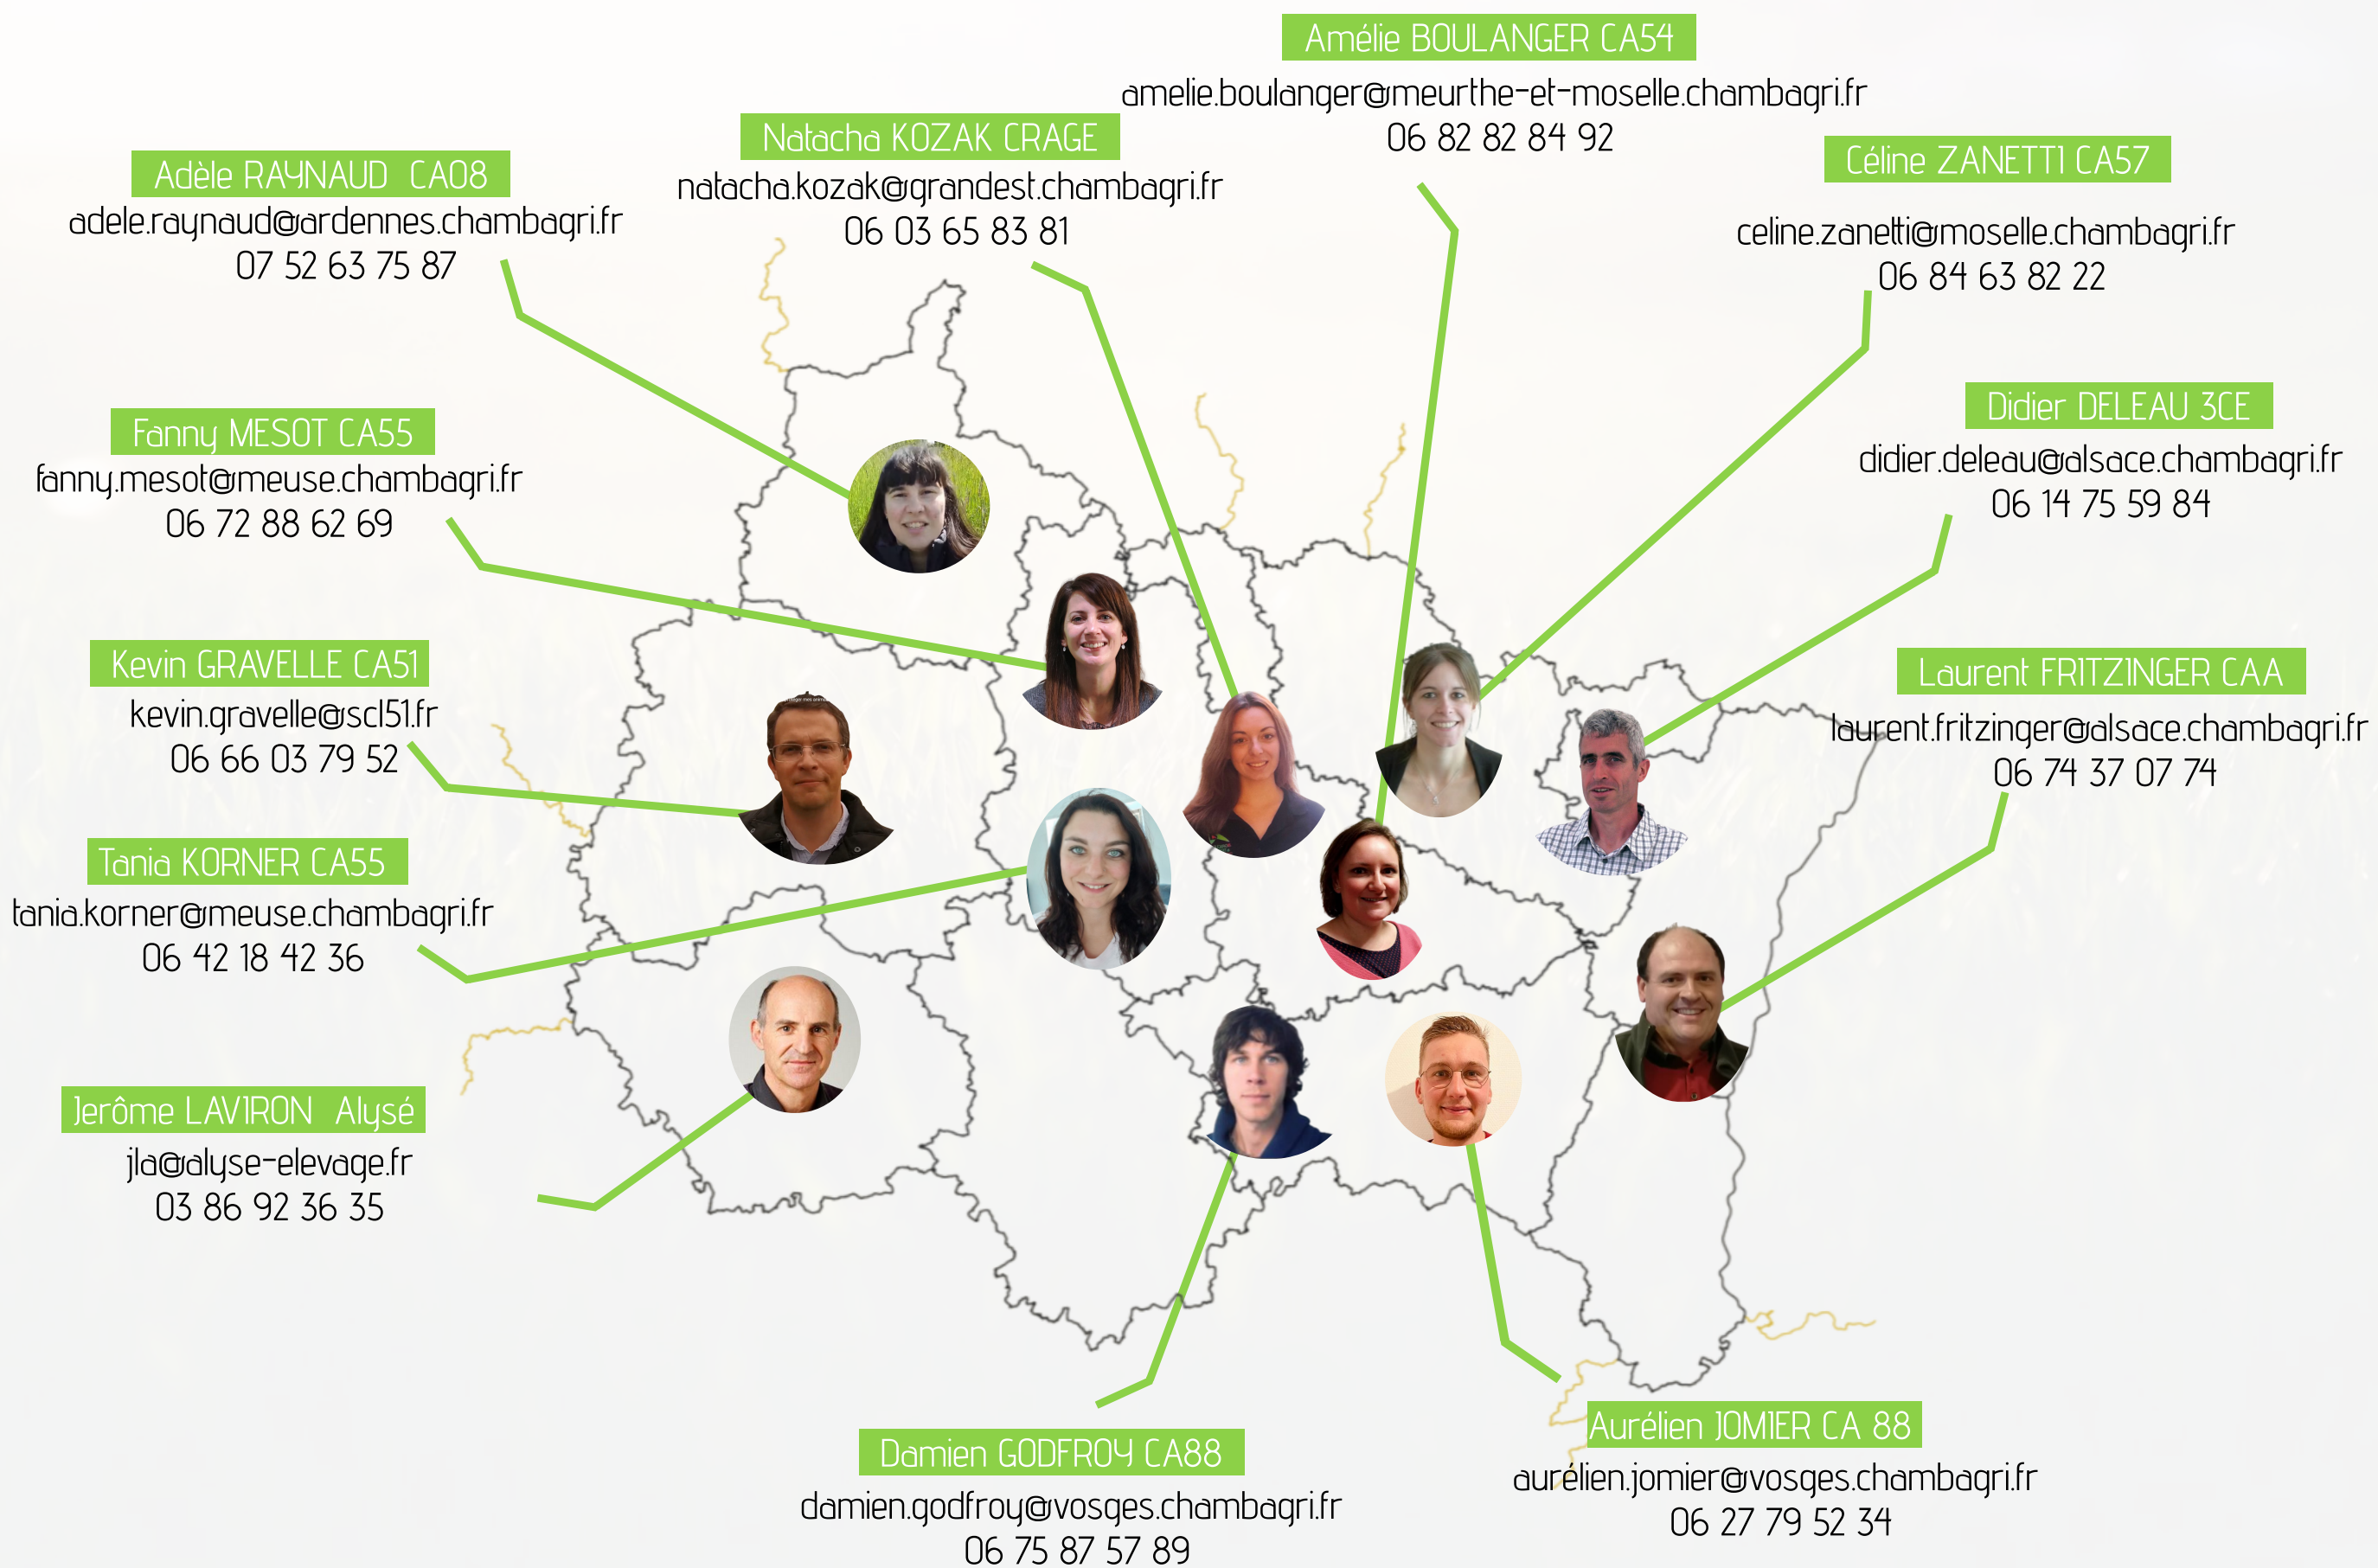 Amélie BOULANGER CA54
amelie.boulanger@meurthe-et-moselle.chambagri.fr
06 82 82 84 92
Natacha KOZAK CRAGE
natacha.kozak@grandest.chambagri.fr
06 03 65 83 81
Céline ZANETTI CA57
celine.zanetti@moselle.chambagri.fr
06 84 63 82 22
Adèle RAYNAUD CA08
adele.raynaud@ardennes.chambagri.fr
07 52 63 75 87
Didier DELEAU 3CE
didier.deleau@alsace.chambagri.fr
06 14 75 59 84
Fanny MESOT CA55
fanny.mesot@meuse.chambagri.fr
06 72 88 62 69
Kevin GRAVELLE CA51
kevin.gravelle@scl51.fr
06 66 03 79 52
Laurent FRITZINGER CAA
laurent.fritzinger@alsace.chambagri.fr
06 74 37 07 74
Tania KORNER CA55
tania.korner@meuse.chambagri.fr
06 42 18 42 36
Jerôme LAVIRON Alysé
jla@alyse-elevage.fr
03 86 92 36 35
Damien GODFROY CA88
damien.godfroy@vosges.chambagri.fr
06 75 87 57 89
Aurélien JOMIER CA 88
aurélien.jomier@vosges.chambagri.fr
06 27 79 52 34